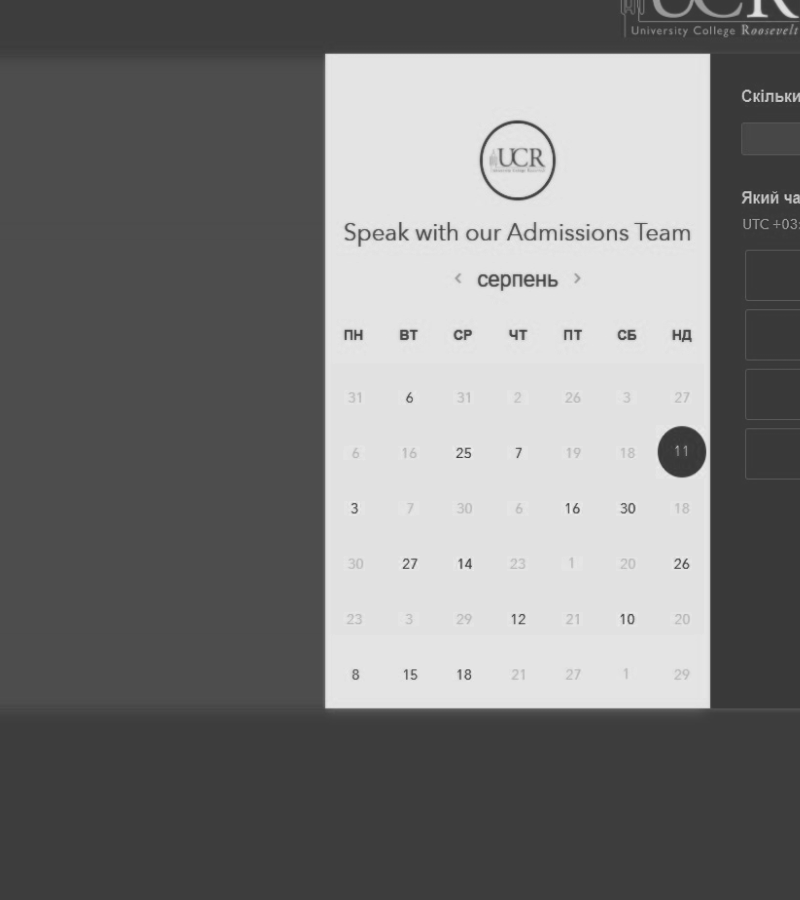 UCR
University College Roosevelt
UCR
Speak with our Admissions Team
< серпень >
ПН ВТ СР ЧТ ПТ СБ НД
31 6 31 2 26 3 27
6 16 25 7 19 18 11
3 7 30 6 16 30 18
30 27 14 23 1 20 26
23 3 29 12 21 10 20
8 15 18 21 27 1 29
Скільки
Який ча
UTC +03: